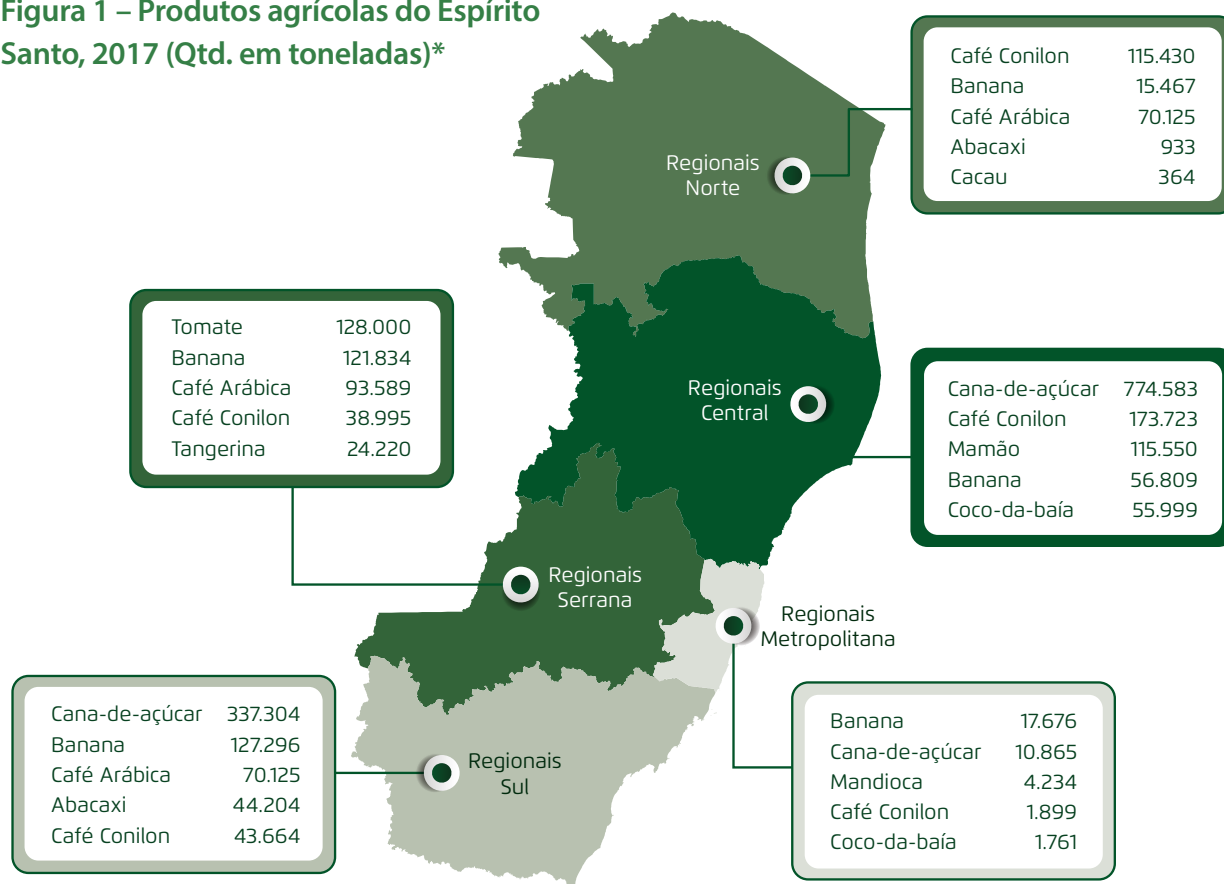 Figura 1 – Produtos agrícolas do Espírito
Santo, 2017 (Qtd. em toneladas)*
Café Conilon 115.430
Banana 15.467
Café Arábica 70.125
Abacaxi 933
Cacau 364
Regionais
Norte
Tomate 128.000
Banana 121.834
Café Arábica 93.589
Café Conilon 38.995
Tangerina 24.220
Regionais
Central
Cana-de-açúcar 774.583
Café Conilon 173.723
Mamão 115.550
Banana 56.809
Coco-da-baía 55.999
Regionais
Serrana
Regionais
Metropolitana
Cana-de-açúcar 337.304
Banana 127.296
Café Arábica 70.125
Abacaxi 44.204
Café Conilon 43.664
Regionais
Sul
Banana 17.676
Cana-de-açúcar 10.865
Mandioca 4.234
Café Conilon 1.899
Coco-da-baía 1.761